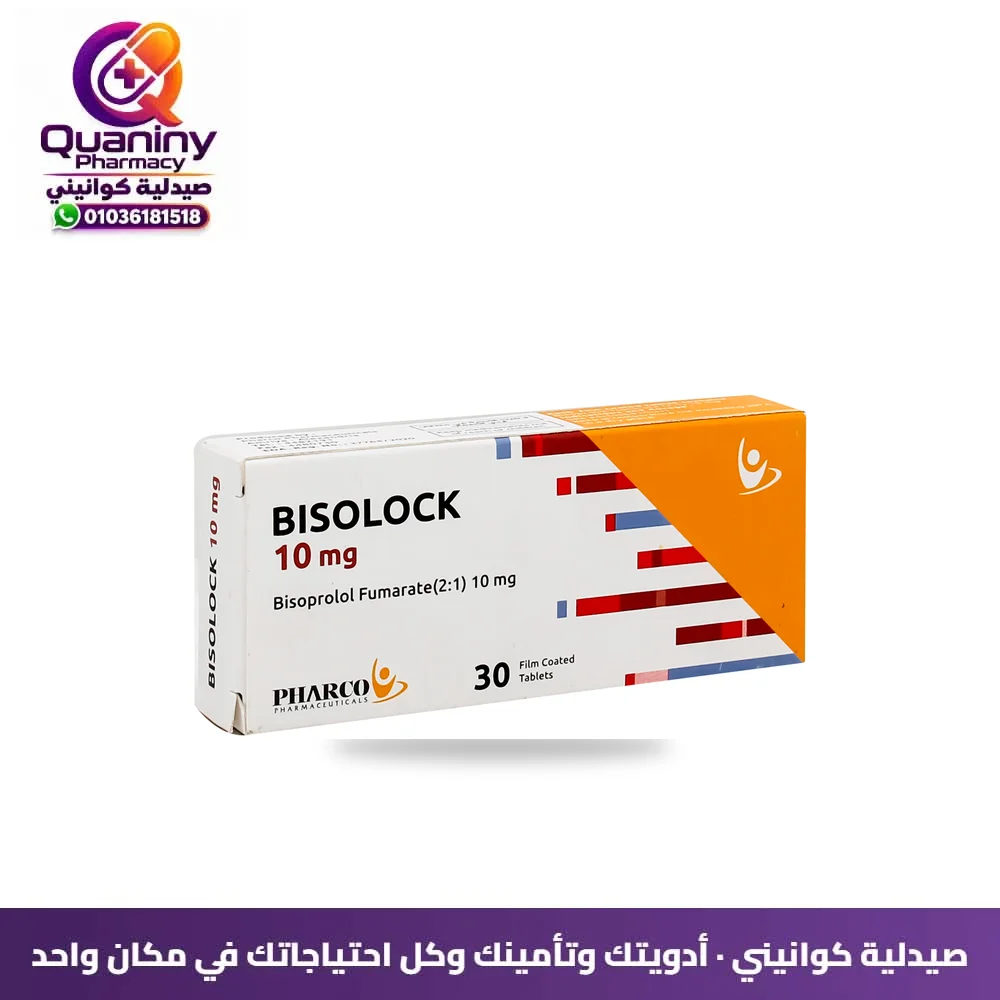 Quaniny
Pharmacy
صيدلية كوانيني
01036181518
BISOLOCK 10 mg
BISOLOCK
10 mg
Bisoprolol Fumarate(2:1) 10 mg
PHARCO
PHARMACEUTICALS
30 Film Coated
Tablets
صيدلية كوانيني · أدويتك وتأمينك وكل احتياجاتك في مكان واحد